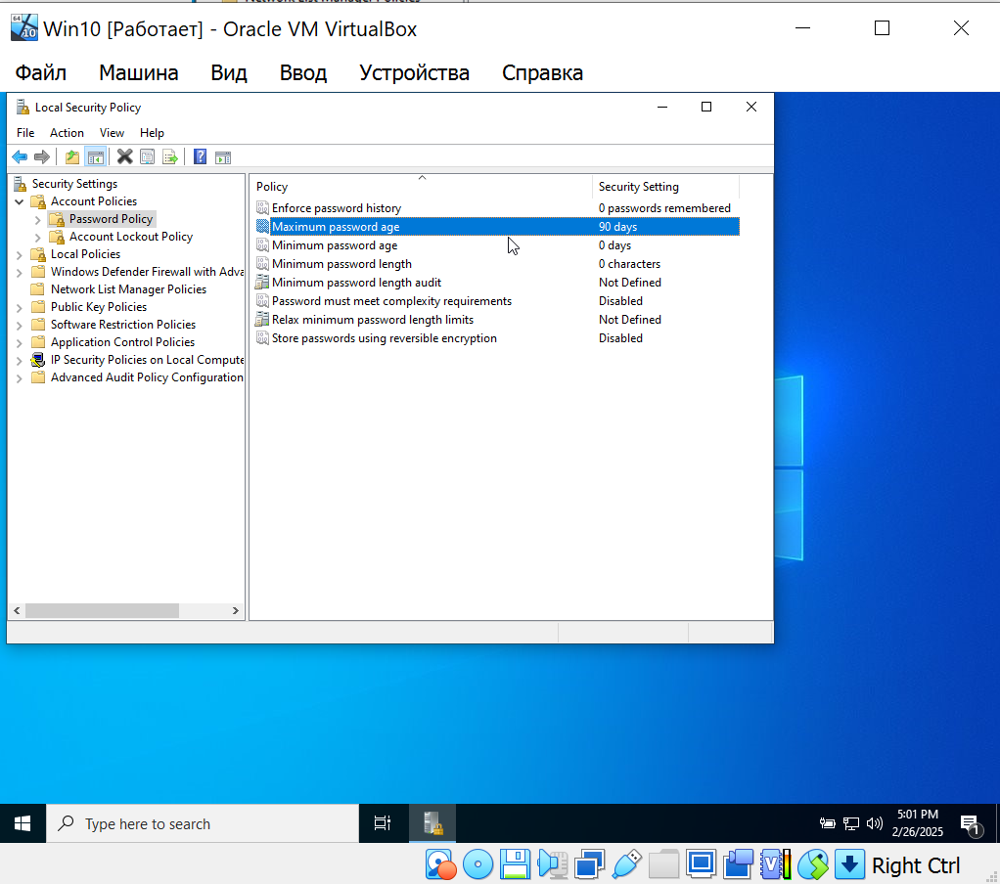 Win10 [Работает] - Oracle VM VirtualBox
Файл Машина Вид Ввод Устройства Справка
Local Security Policy
File Action View Help
Security Settings
Account Policies
Password Policy
Account Lockout Policy
Local Policies
Windows Defender Firewall with Adva
Network List Manager Policies
Public Key Policies
Software Restriction Policies
Application Control Policies
IP Security Policies on Local Compute
Advanced Audit Policy Configuration
Policy Security Setting
Enforce password history 0 passwords remembered
Maximum password age 90 days
Minimum password age 0 days
Minimum password length 0 characters
Minimum password length audit Not Defined
Password must meet complexity requirements Disabled
Relax minimum password length limits Not Defined
Store passwords using reversible encryption Disabled
Type here to search
5:01 PM
2/26/2025
1
Right Ctrl